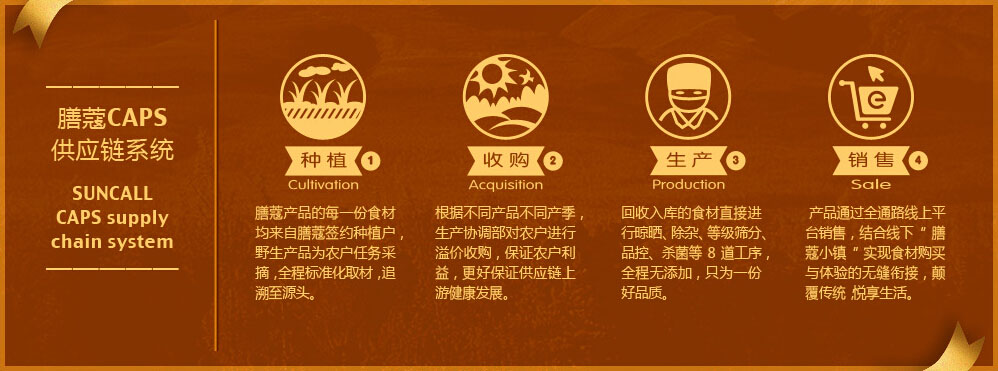 膳蔻CAPS
供应链系统
SUNCALL
CAPS supply
chain system
种植 1
Cultivation
膳蔻产品的每一份食材
均来自膳蔻签约种植户，
野生产品为农户任务采
摘，全程标准化取材，追
溯至源头。
收购 2
Acquisition
根据不同产品不同产季，
生产协调部对农户进行
溢价收购，保证农户利
益，更好保证供应链上
游健康发展。
生产 3
Production
回收入库的食材直接进
行晾晒、除杂、等级筛分、
品控、杀菌等 8 道工序，
全程无添加，只为一份
好品质。
e
销售 4
Sale
产品通过全通路线上平
台销售，结合线下“ 膳
蔻小镇 ”实现食材购买
与体验的无缝衔接，颠
覆传统，悦享生活。